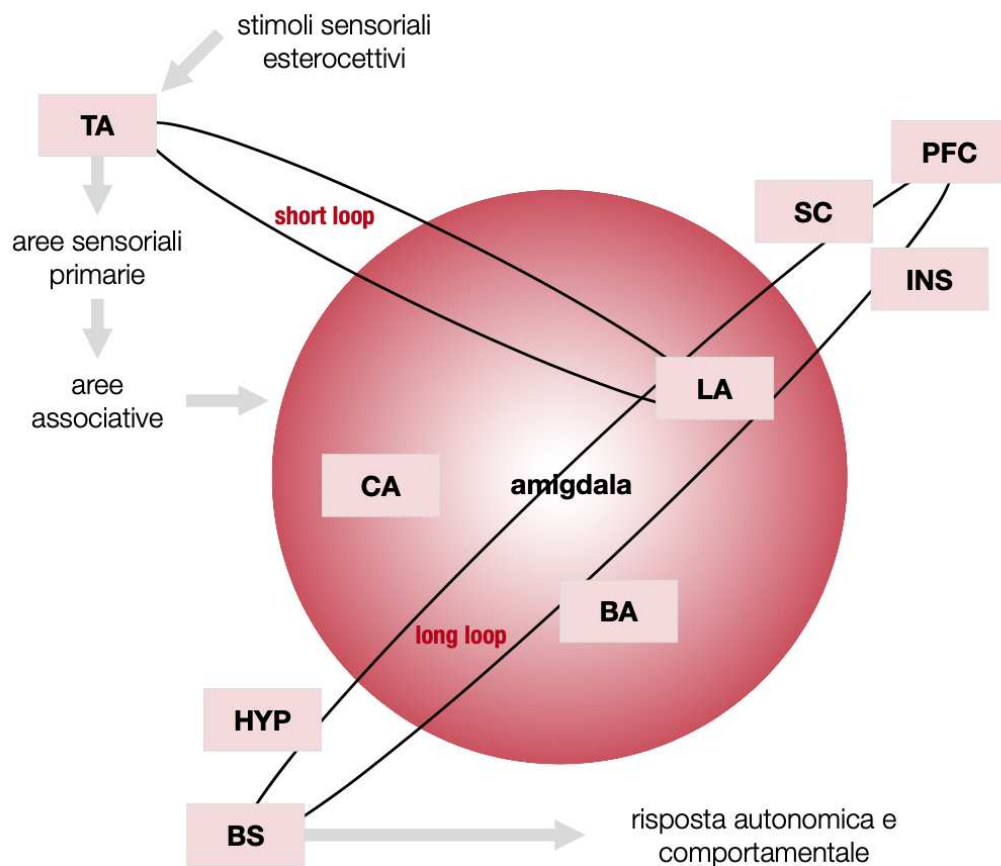 stimoli sensoriali
esterocettivi
TA
PFC
SC
short loop
aree sensoriali
primarie
INS
aree
associative
LA
CA
amigdala
BA
long loop
HYP
BS
risposta autonomica e
comportamentale